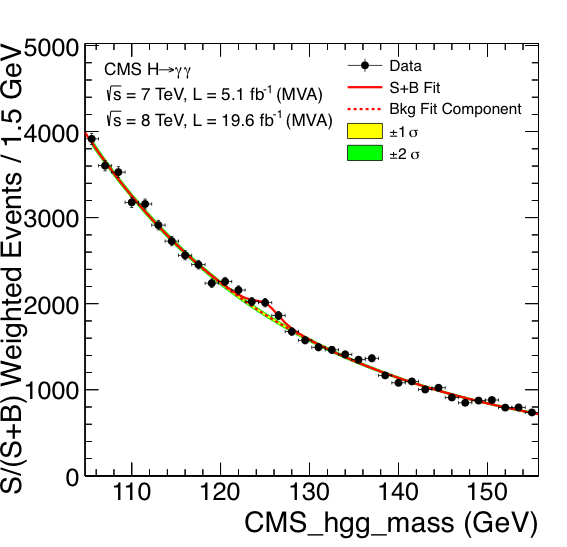 5000
4000
3000
2000
1000
0
S/(S+B) Weighted Events / 1.5 GeV
CMS H→γγ
√s = 7 TeV, L = 5.1 fb⁻¹ (MVA)
√s = 8 TeV, L = 19.6 fb⁻¹ (MVA)
Data
S+B Fit
Bkg Fit Component
±1 σ
±2 σ
110 120 130 140 150
CMS_hgg_mass (GeV)